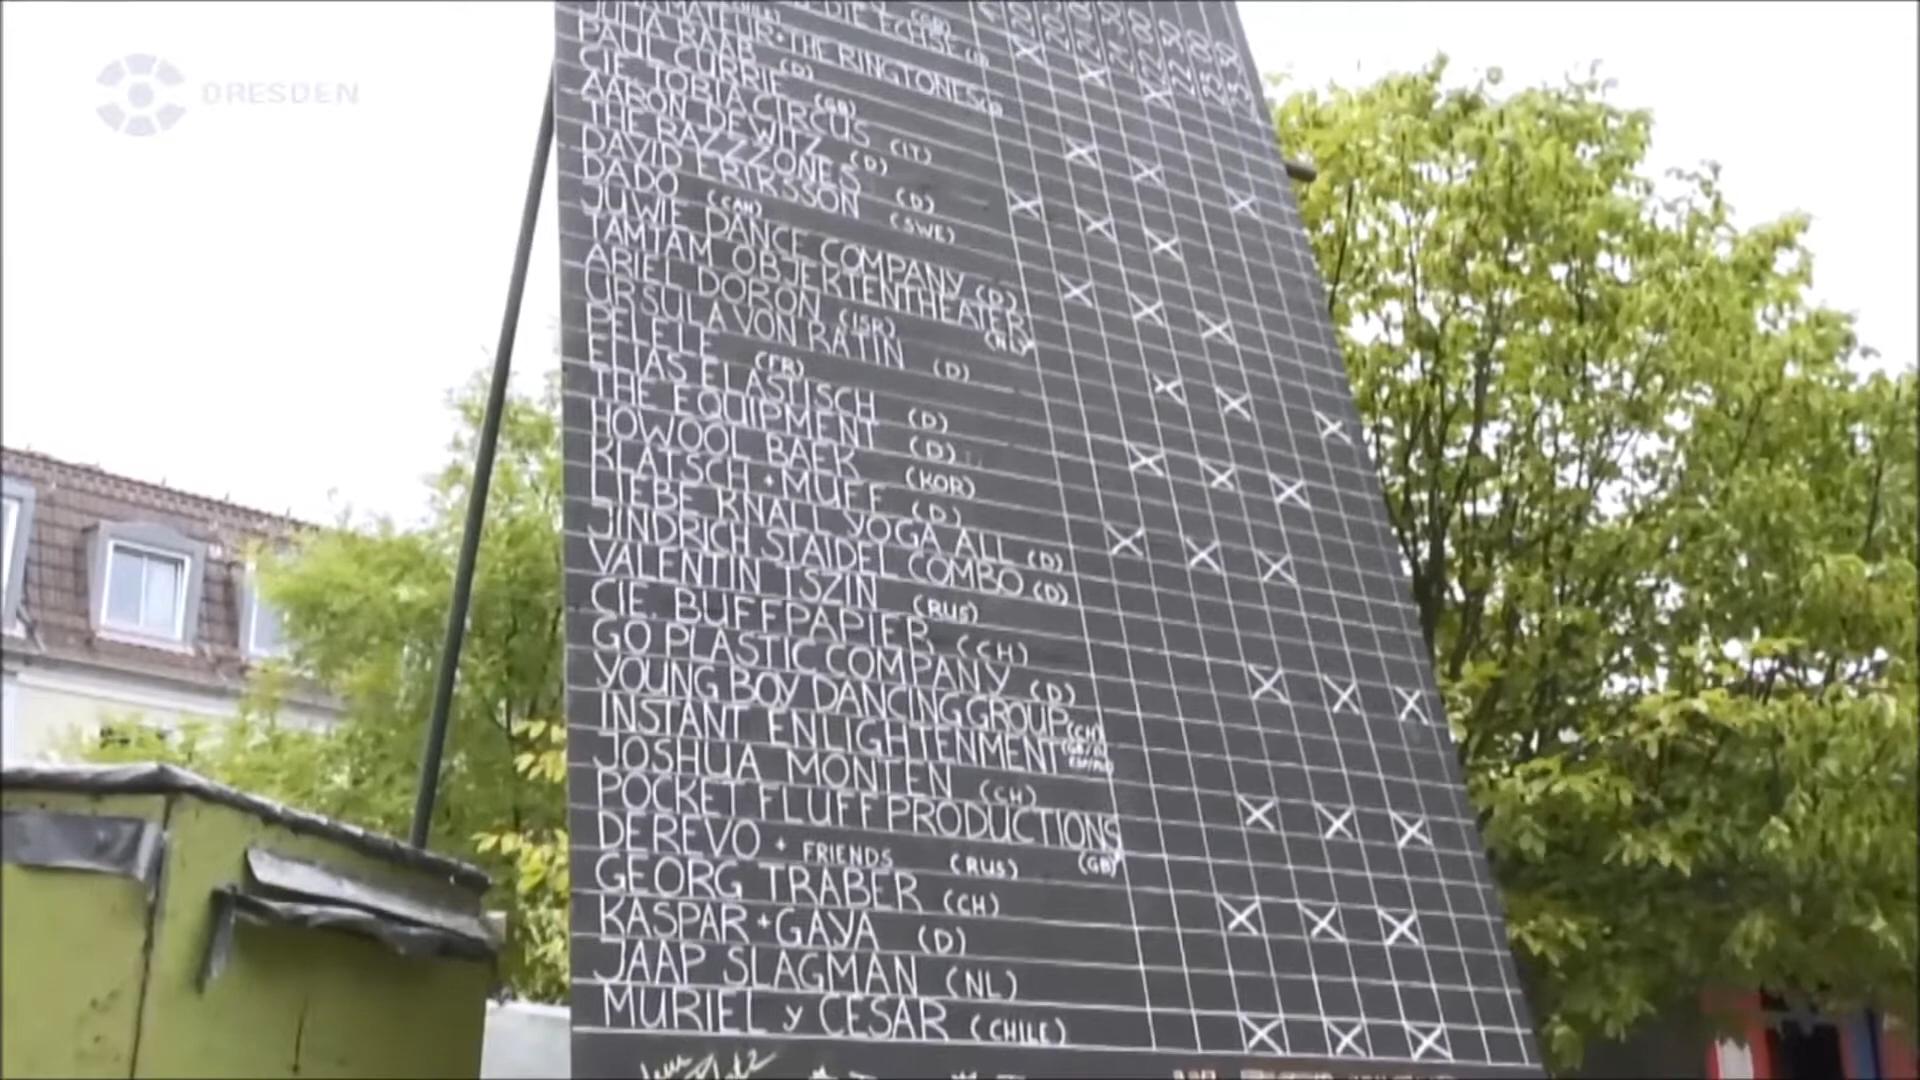 DRESDEN
DIE ECHSE (D)
JULIA MATEUR + THE RINGTONES (D)
PAUL RAAB (D)
CURRIE (GB)
CIE. TOBIA CIRCUS (IT)
AARON DEWITZ (D)
THE BAZZZONES (D)
DAVID ERIKSSON (SWE)
DADO (CAN)
JUWIE DANCE COMPANY (D)
TAMTAM OBJEKTENTHEATER (NL)
ARIEL DORON (ISR)
URSULA VON RATIN (D)
PELELE (FR)
ELIAS ELASTISCH (D)
THE EQUIPMENT (D)
HOWOOL BAEK (KOR)
KLATSCH + MUFF (D)
LIEBE KNALL YOGA ALL (D)
JINDRICH STAIDEL COMBO (D)
VALENTIN TSZIN (RUS)
CIE. BUFFPAPIER (CH)
GO PLASTIC COMPANY (D)
YOUNG BOY DANCING GROUP (CH)
INSTANT ENLIGHTENMENT
JOSHUA MONTEN (CH)
POCKET FLUFF PRODUCTIONS (GB)
DEREVO + FRIENDS (RUS)
GEORG TRABER (CH)
KASPAR + GAYA (D)
JAAP SLAGMAN (NL)
MURIEL y CESAR (CHILE)